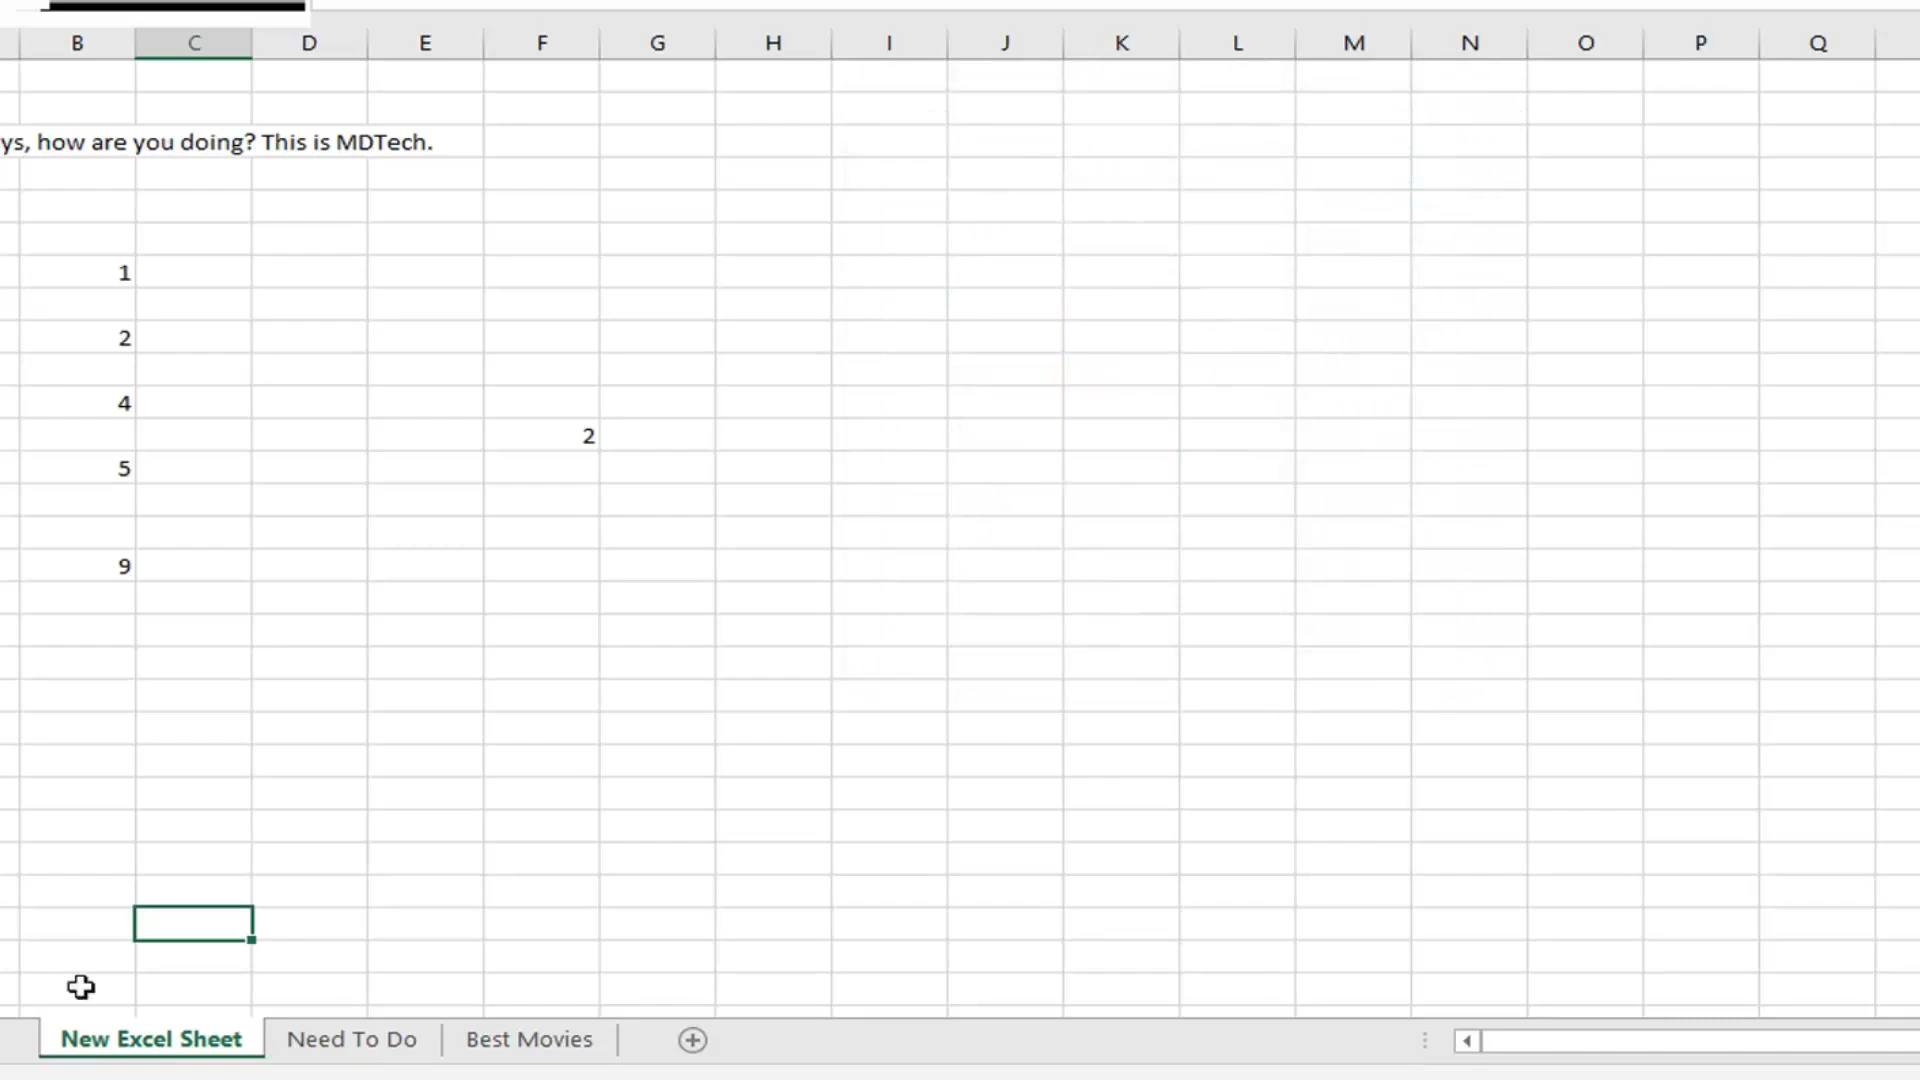 B C D E F G H I J K L M N O P Q
ys, how are you doing? This is MDTech.
1
2
4
2
5
9
New Excel Sheet Need To Do Best Movies